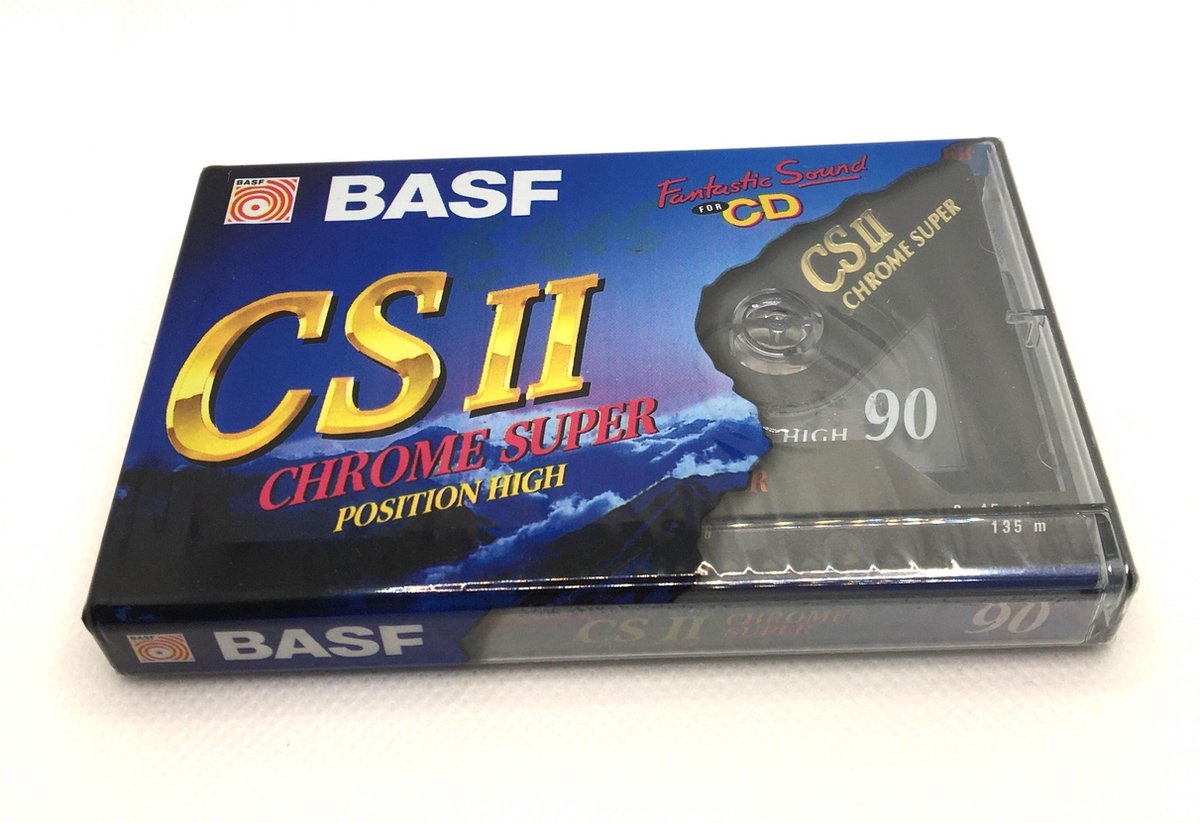 BASF
BASF
Fantastic Sound
FOR CD
CS II
CHROME SUPER
CS II
CHROME SUPER
POSITION HIGH
HIGH 90
135 m
BASF
BASF
CS II CHROME
SUPER
90